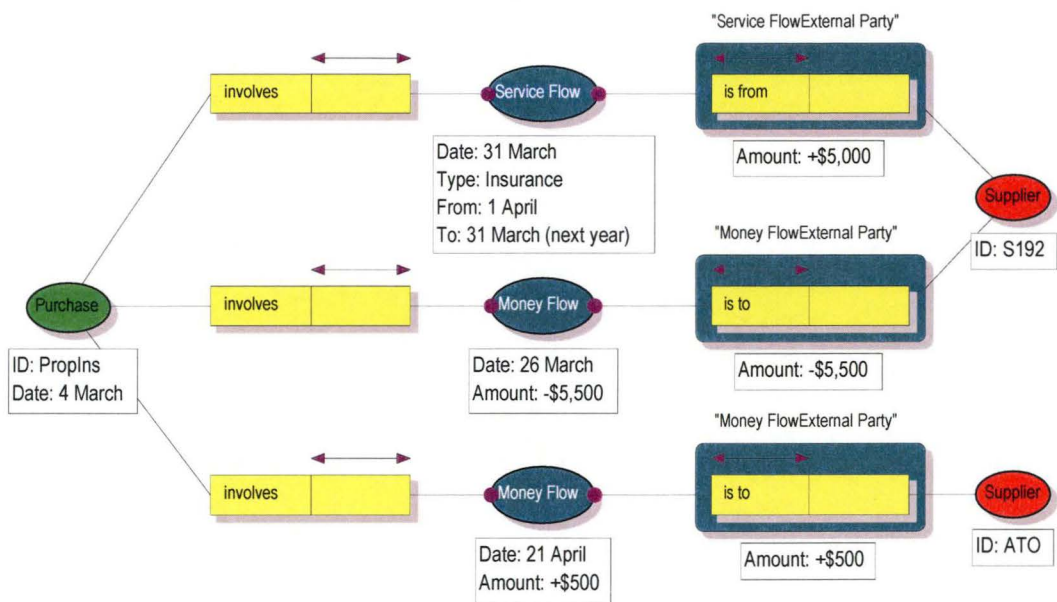 "Service FlowExternal Party"
involves
Service Flow
is from
Date: 31 March
Type: Insurance
From: 1 April
To: 31 March (next year)
Amount: +$5,000
Supplier
ID: S192
"Money FlowExternal Party"
Purchase
involves
Money Flow
is to
ID: PropIns
Date: 4 March
Date: 26 March
Amount: -$5,500
Amount: -$5,500
"Money FlowExternal Party"
involves
Money Flow
is to
Supplier
Date: 21 April
Amount: +$500
Amount: +$500
ID: ATO